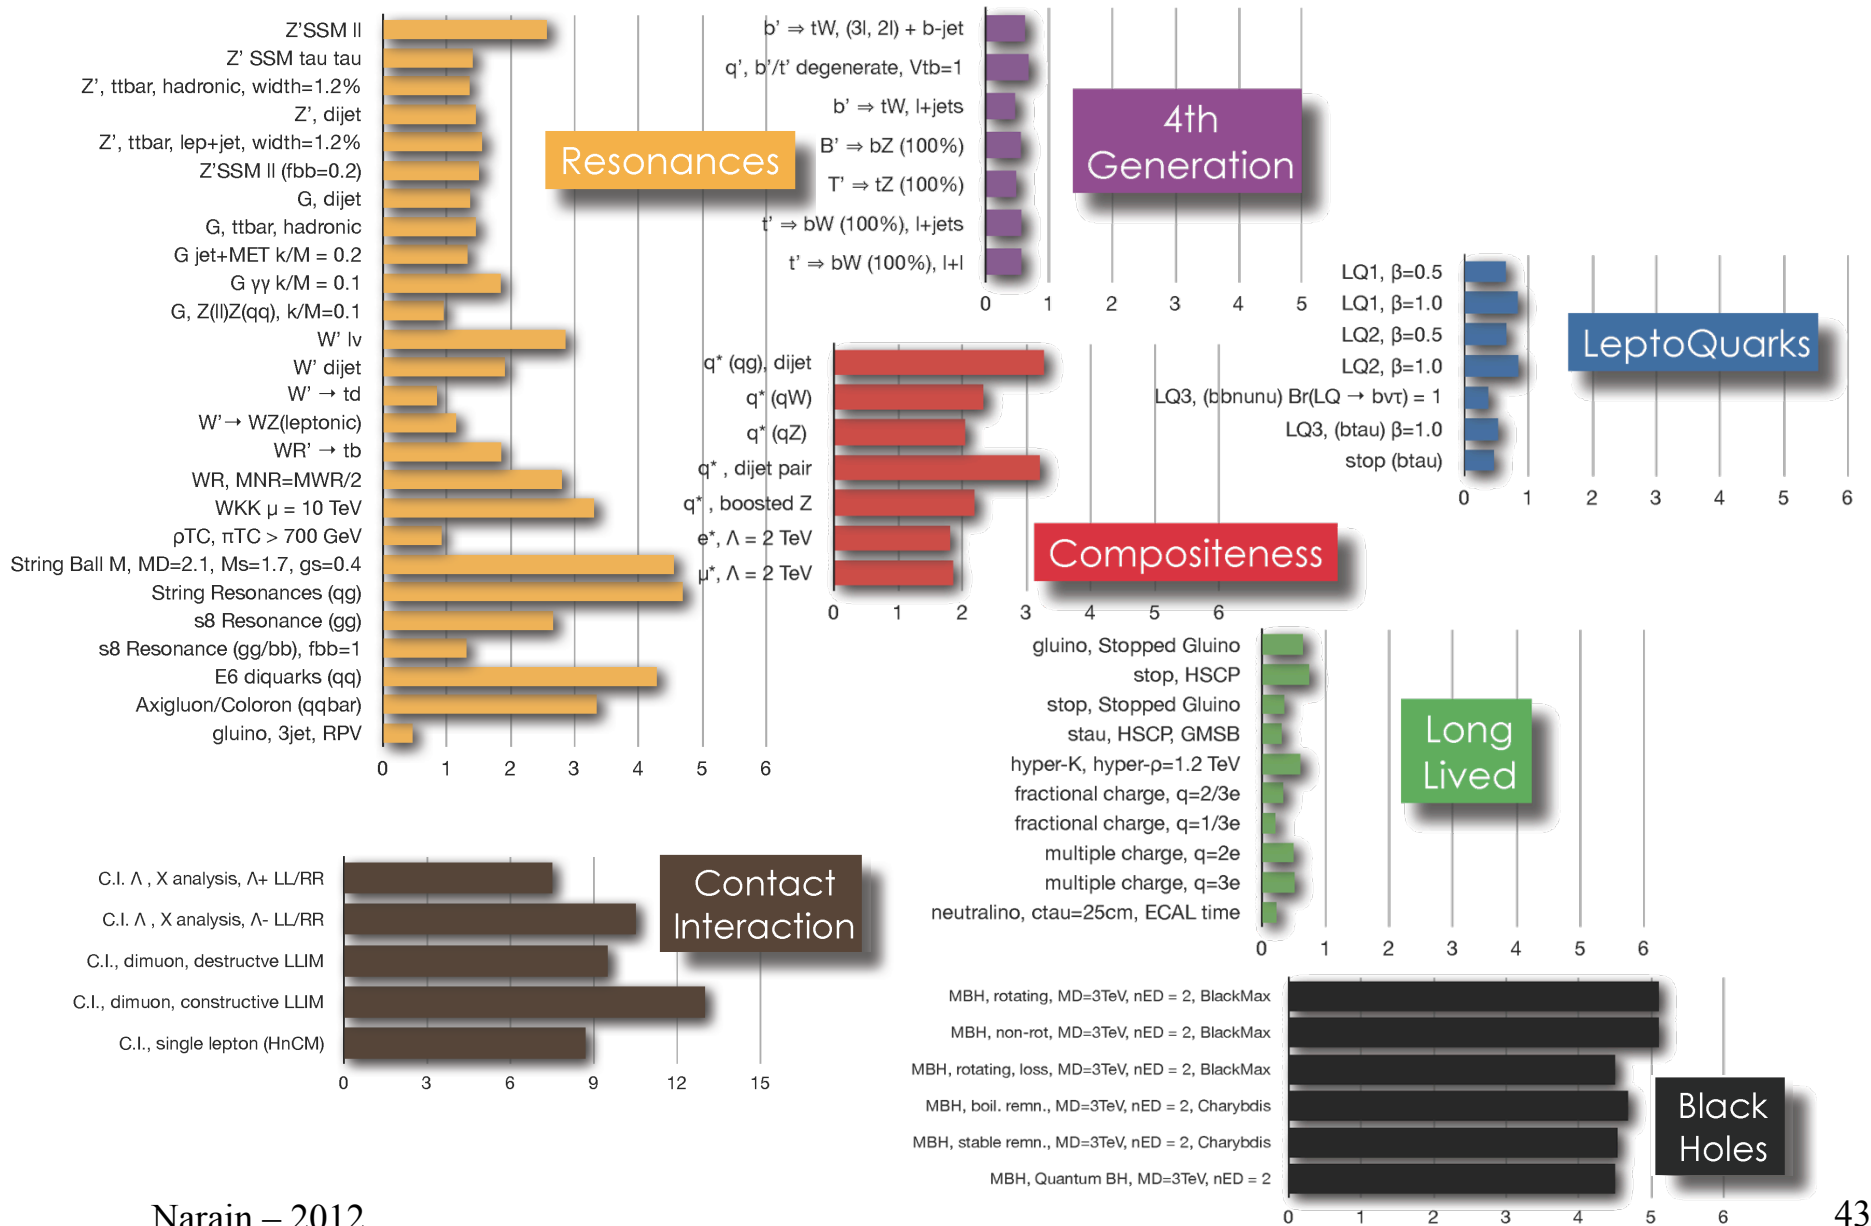 Z'SSM ll
Z' SSM tau tau
Z', ttbar, hadronic, width=1.2%
Z', dijet
Z', ttbar, lep+jet, width=1.2%
Z'SSM ll (fbb=0.2)
G, dijet
G, ttbar, hadronic
G jet+MET k/M = 0.2
G γγ k/M = 0.1
G, Z(ll)Z(qq), k/M=0.1
W' lν
W' dijet
W' → td
W'→ WZ(leptonic)
WR' → tb
WR, MNR=MWR/2
WKK μ = 10 TeV
ρTC, πTC > 700 GeV
String Ball M, MD=2.1, Ms=1.7, gs=0.4
String Resonances (qg)
s8 Resonance (gg)
s8 Resonance (gg/bb), fbb=1
E6 diquarks (qq)
Axigluon/Coloron (qqbar)
gluino, 3jet, RPV
0 1 2 3 4 5 6
Resonances
b' ⇒ tW, (3l, 2l) + b-jet
q', b'/t' degenerate, Vtb=1
b' ⇒ tW, l+jets
B' ⇒ bZ (100%)
T' ⇒ tZ (100%)
t' ⇒ bW (100%), l+jets
t' ⇒ bW (100%), l+l
0 1 2 3 4 5
4th
Generation
LQ1, β=0.5
LQ1, β=1.0
LQ2, β=0.5
LQ2, β=1.0
LQ3, (bbnunu) Br(LQ → bντ) = 1
LQ3, (btau) β=1.0
stop (btau)
0 1 2 3 4 5 6
LeptoQuarks
q* (qg), dijet
q* (qW)
q* (qZ)
q* , dijet pair
q* , boosted Z
e*, Λ = 2 TeV
μ*, Λ = 2 TeV
0 1 2 3 4 5 6
Compositeness
gluino, Stopped Gluino
stop, HSCP
stop, Stopped Gluino
stau, HSCP, GMSB
hyper-K, hyper-ρ=1.2 TeV
fractional charge, q=2/3e
fractional charge, q=1/3e
multiple charge, q=2e
multiple charge, q=3e
neutralino, ctau=25cm, ECAL time
0 1 2 3 4 5 6
Long
Lived
C.I. Λ , X analysis, Λ+ LL/RR
C.I. Λ , X analysis, Λ- LL/RR
C.I., dimuon, destructve LLIM
C.I., dimuon, constructive LLIM
C.I., single lepton (HnCM)
0 3 6 9 12 15
Contact
Interaction
MBH, rotating, MD=3TeV, nED = 2, BlackMax
MBH, non-rot, MD=3TeV, nED = 2, BlackMax
MBH, rotating, loss, MD=3TeV, nED = 2, BlackMax
MBH, boil. remn., MD=3TeV, nED = 2, Charybdis
MBH, stable remn., MD=3TeV, nED = 2, Charybdis
MBH, Quantum BH, MD=3TeV, nED = 2
0 1 2 3 4 5 6
Black
Holes
Narain – 2012
43